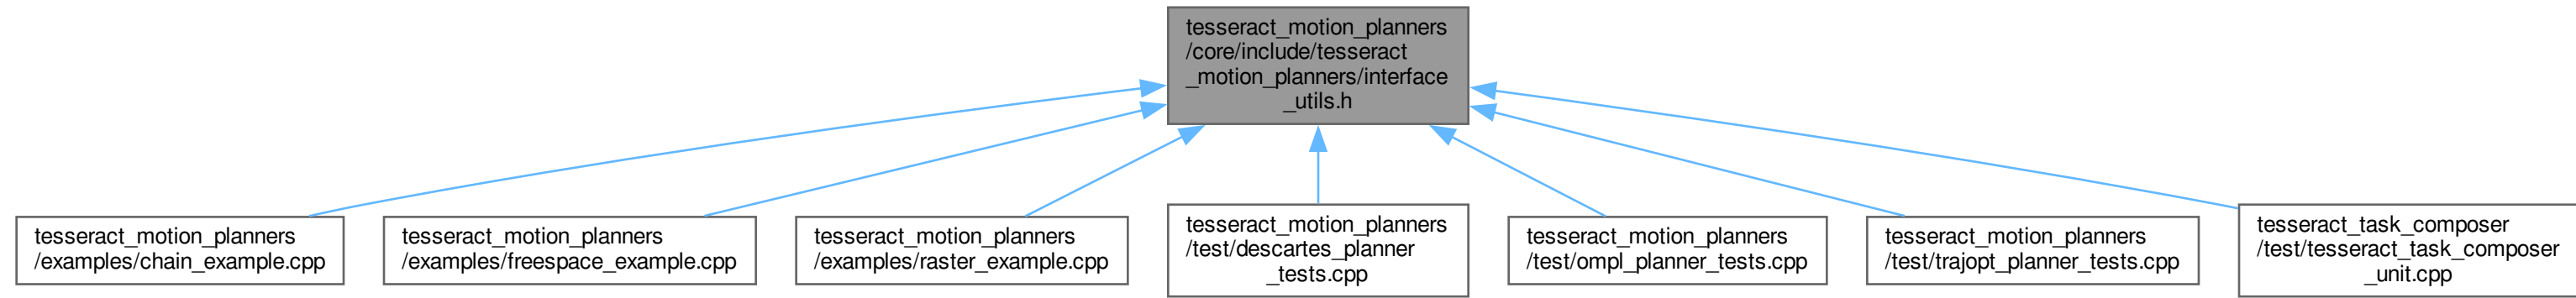 tesseract_motion_planners
/core/include/tesseract
_motion_planners/interface
_utils.h
tesseract_motion_planners
/examples/chain_example.cpp
tesseract_motion_planners
/examples/freespace_example.cpp
tesseract_motion_planners
/examples/raster_example.cpp
tesseract_motion_planners
/test/descartes_planner
_tests.cpp
tesseract_motion_planners
/test/ompl_planner_tests.cpp
tesseract_motion_planners
/test/trajopt_planner_tests.cpp
tesseract_task_composer
/test/tesseract_task_composer
_unit.cpp